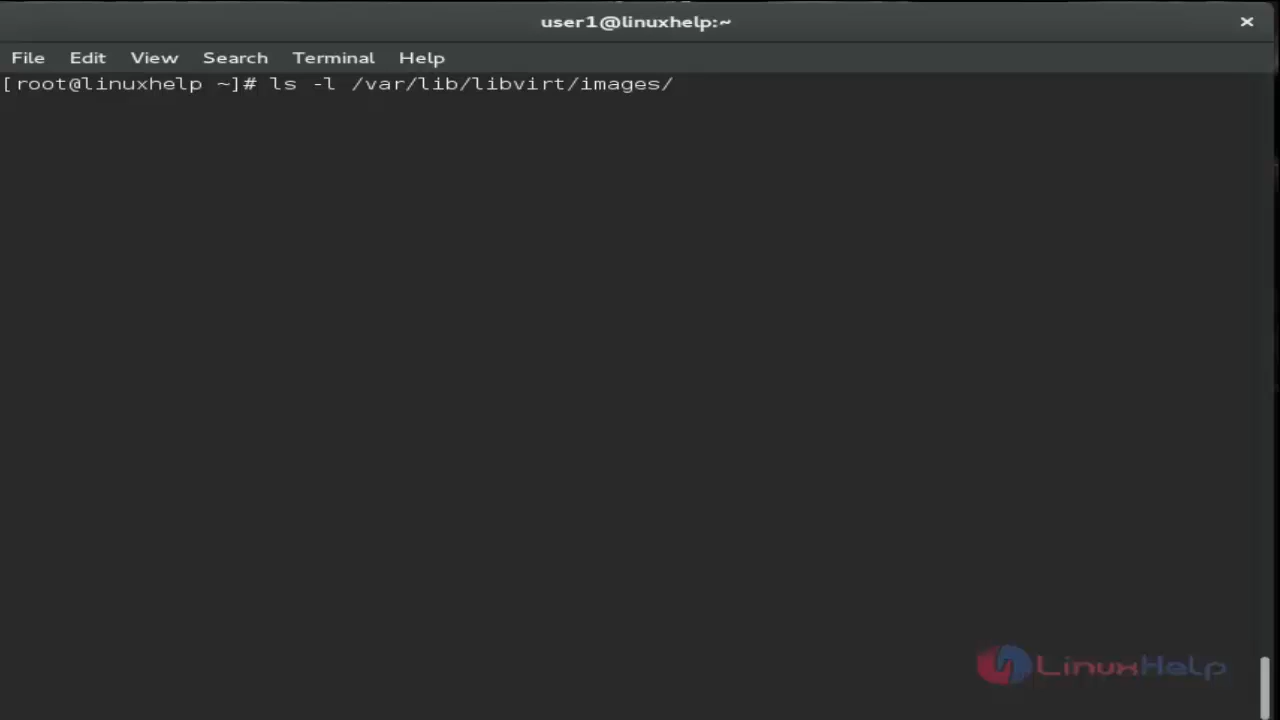 user1@linuxhelp:~ ×
File Edit View Search Terminal Help
[root@linuxhelp ~]# ls -l /var/lib/libvirt/images/
LinuxHelp